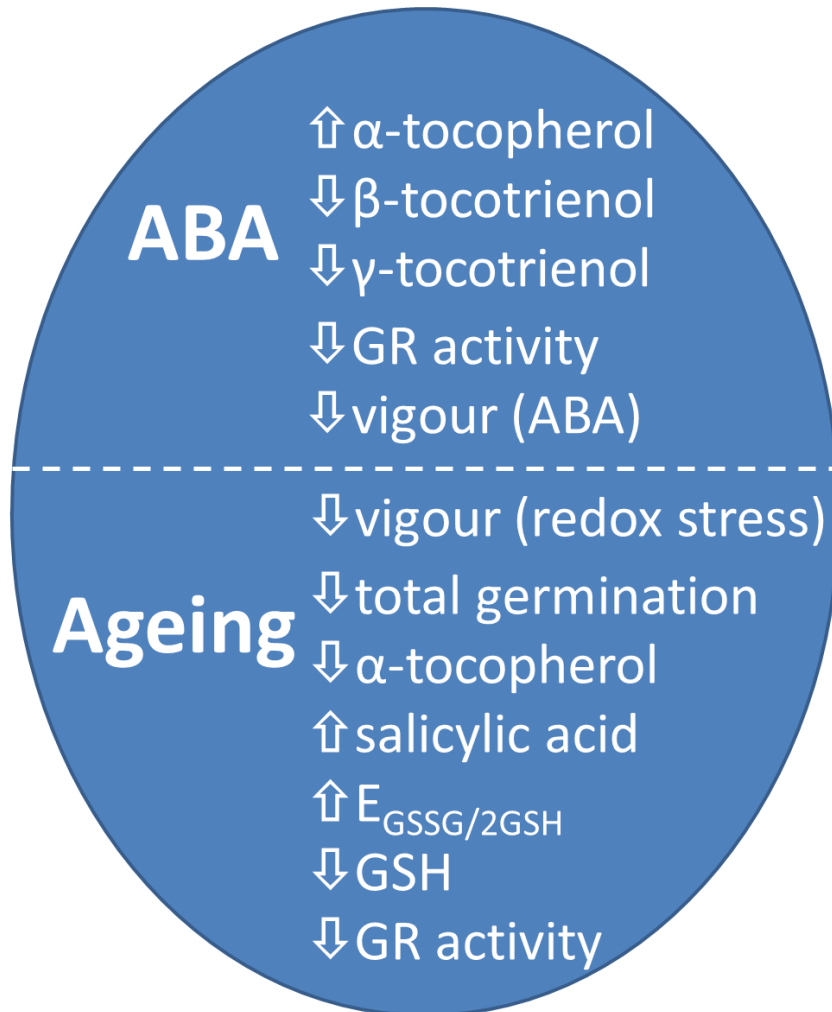 ABA
⇧ α-tocopherol
⇩ β-tocotrienol
⇩ γ-tocotrienol
⇩ GR activity
⇩ vigour (ABA)
Ageing
⇩ vigour (redox stress)
⇩ total germination
⇩ α-tocopherol
⇧ salicylic acid
⇧ E GSSG/2GSH
⇩ GSH
⇩ GR activity